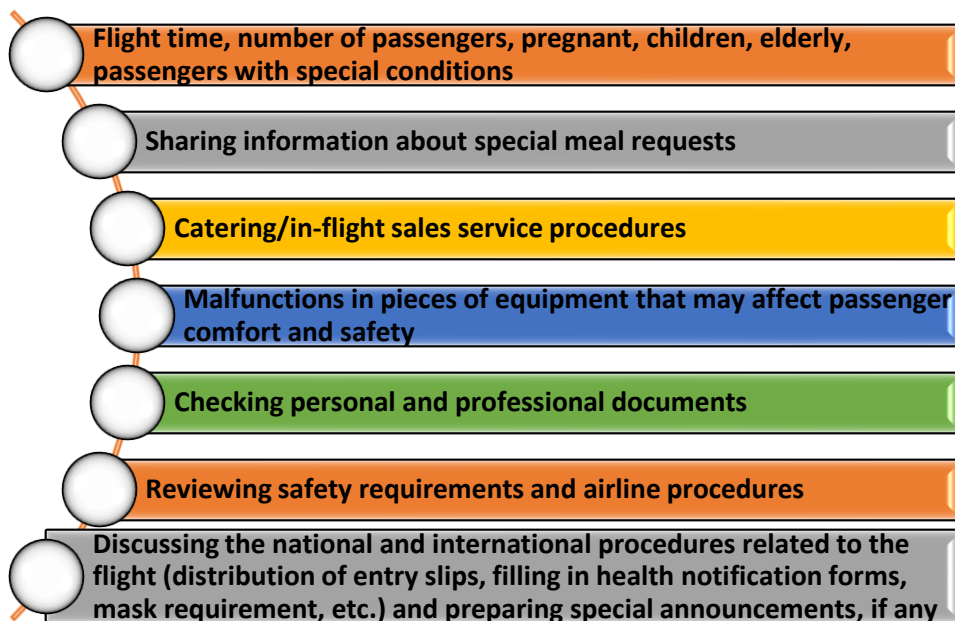 Flight time, number of passengers, pregnant, children, elderly,
passengers with special conditions
Sharing information about special meal requests
Catering/in-flight sales service procedures
Malfunctions in pieces of equipment that may affect passenger
comfort and safety
Checking personal and professional documents
Reviewing safety requirements and airline procedures
Discussing the national and international procedures related to the
flight (distribution of entry slips, filling in health notification forms,
mask requirement, etc.) and preparing special announcements, if any